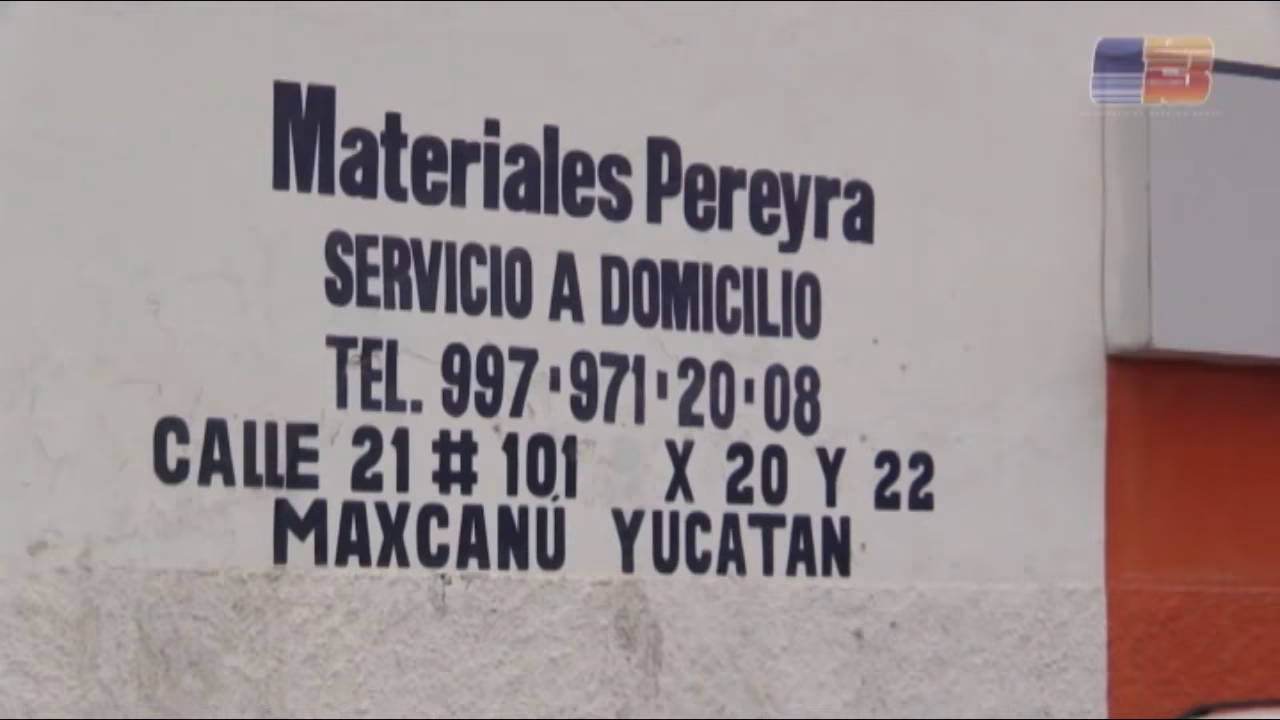 Materiales Pereyra
SERVICIO A DOMICILIO
TEL. 997·971·20·08
CALLE 21 # 101 X 20 Y 22
MAXCANÚ YUCATAN